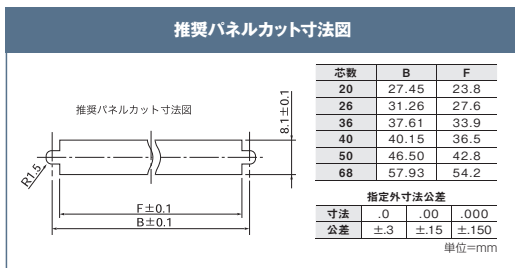 推奨パネルカット寸法図
推奨パネルカット寸法図
8.1±0.1
R1.5
F±0.1
B±0.1
芯数 B F
20 27.45 23.8
26 31.26 27.6
36 37.61 33.9
40 40.15 36.5
50 46.50 42.8
68 57.93 54.2
指定外寸法公差
寸法 .0 .00 .000
公差 ±.3 ±.15 ±.150
単位=mm